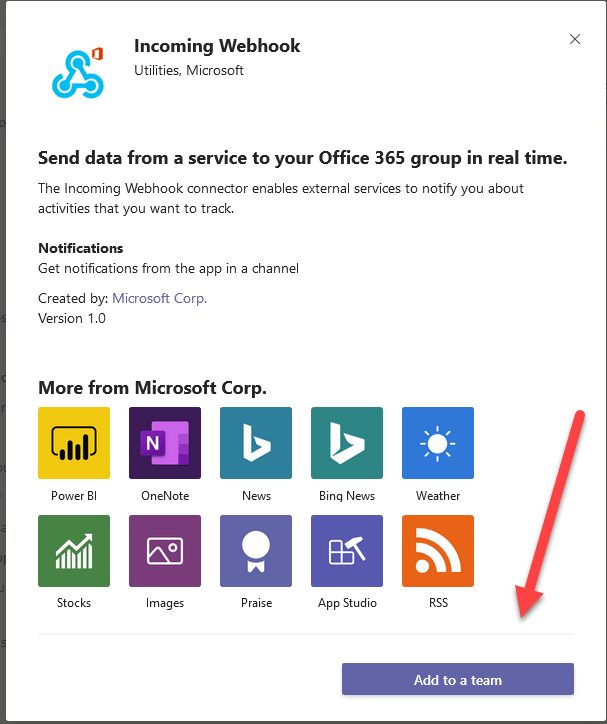 Incoming Webhook
Utilities, Microsoft
Send data from a service to your Office 365 group in real time.
The Incoming Webhook connector enables external services to notify you about
activities that you want to track.
Notifications
Get notifications from the app in a channel
Created by: Microsoft Corp.
Version 1.0
More from Microsoft Corp.
N
Power BI OneNote News Bing News Weather
Stocks Images Praise App Studio RSS
Add to a team